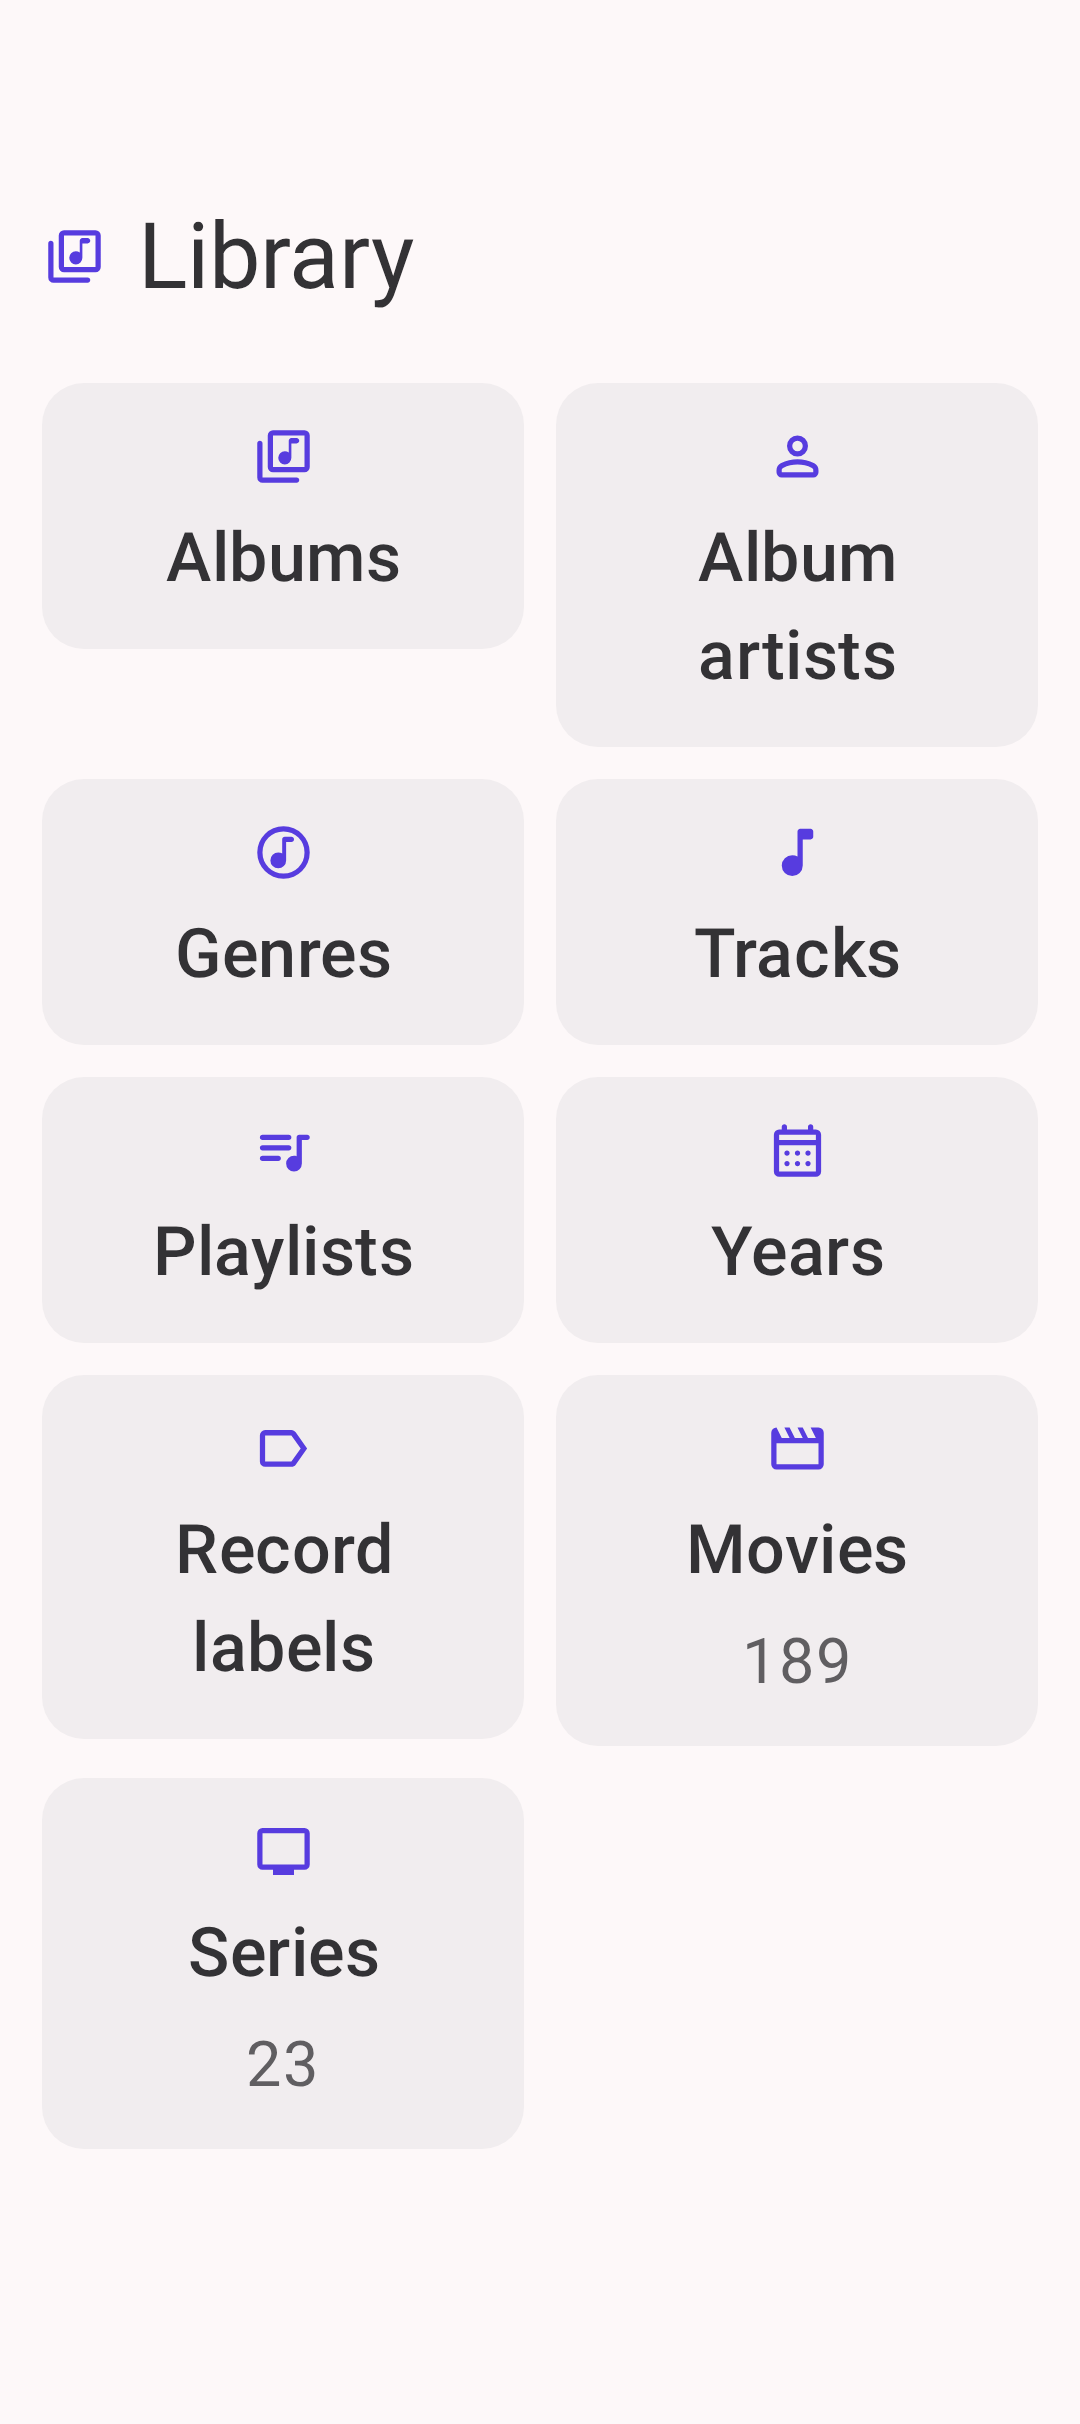 Library
Albums
Album
artists
Genres
Tracks
Playlists
Years
Record
labels
Movies
189
Series
23